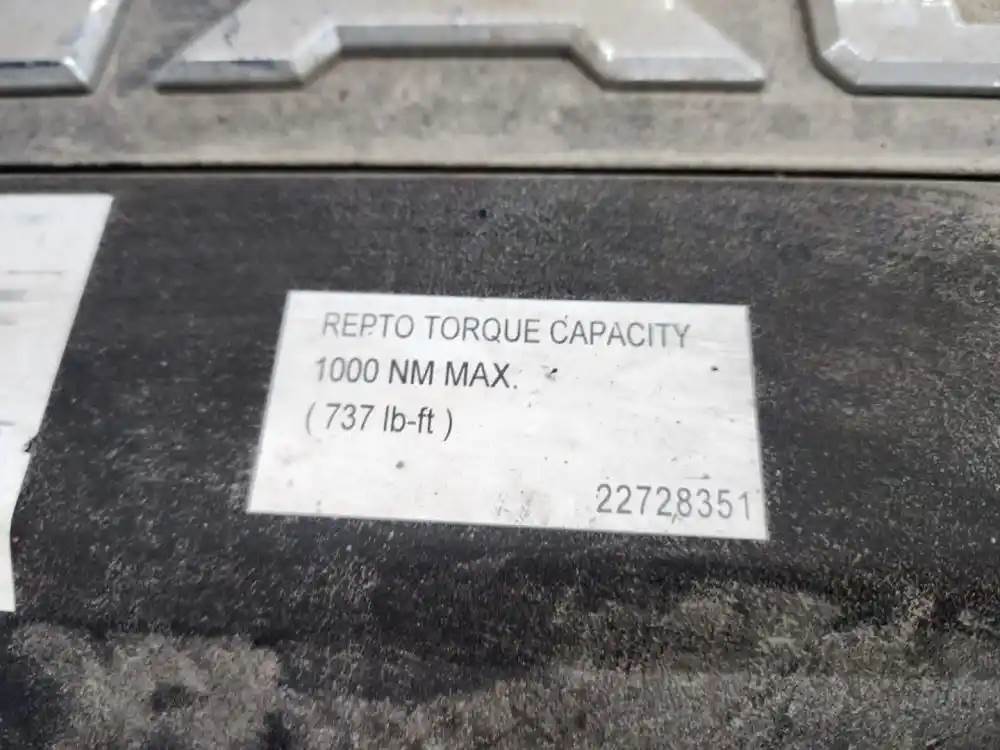 REPTO TORQUE CAPACITY
1000 NM MAX.
( 737 lb-ft )
22728351